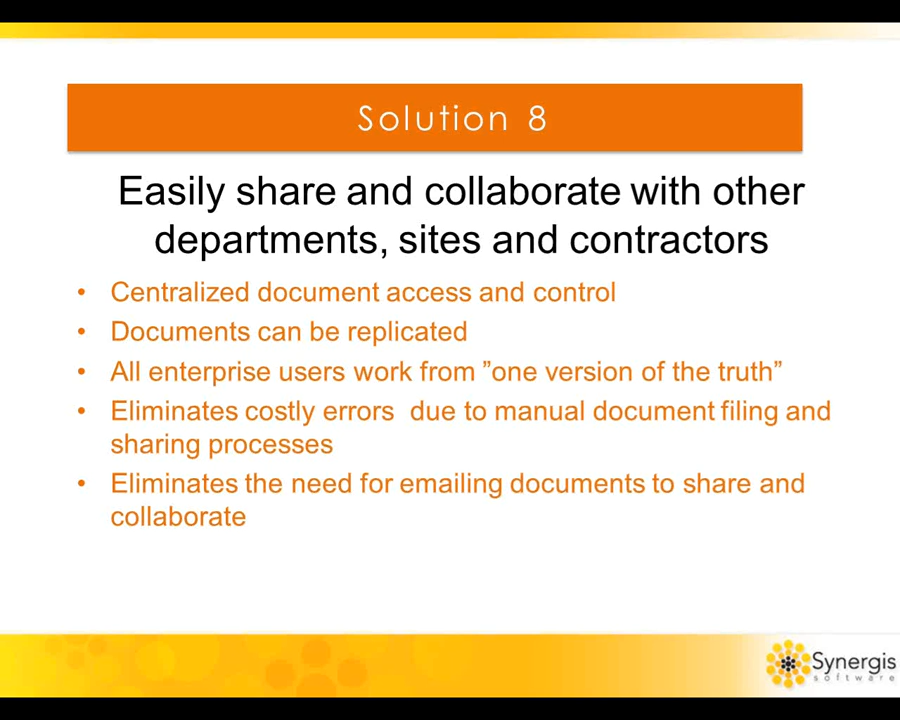 Solution 8
Easily share and collaborate with other
departments, sites and contractors
• Centralized document access and control
• Documents can be replicated
• All enterprise users work from ”one version of the truth”
• Eliminates costly errors  due to manual document filing and
sharing processes
• Eliminates the need for emailing documents to share and
collaborate
Synergis
software